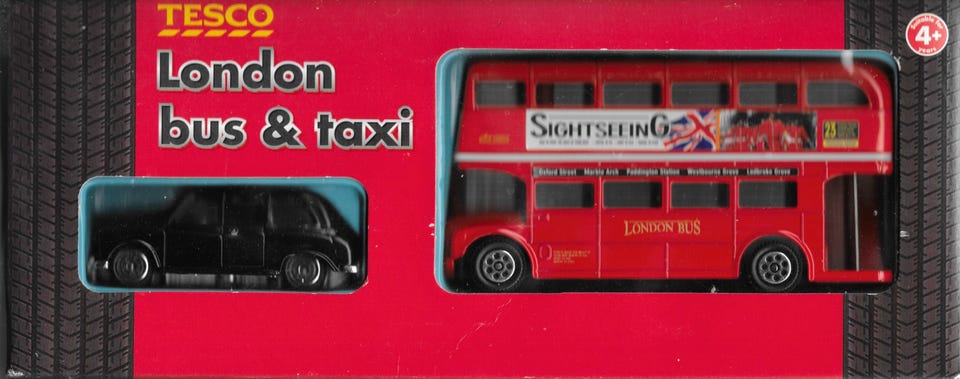 TESCO
London
bus & taxi
Suitable for
4+
years
SIGHTSEEING
23
Oxford Street Marble Arch Paddington Station Westbourne Grove Ladbroke Grove
LONDON BUS